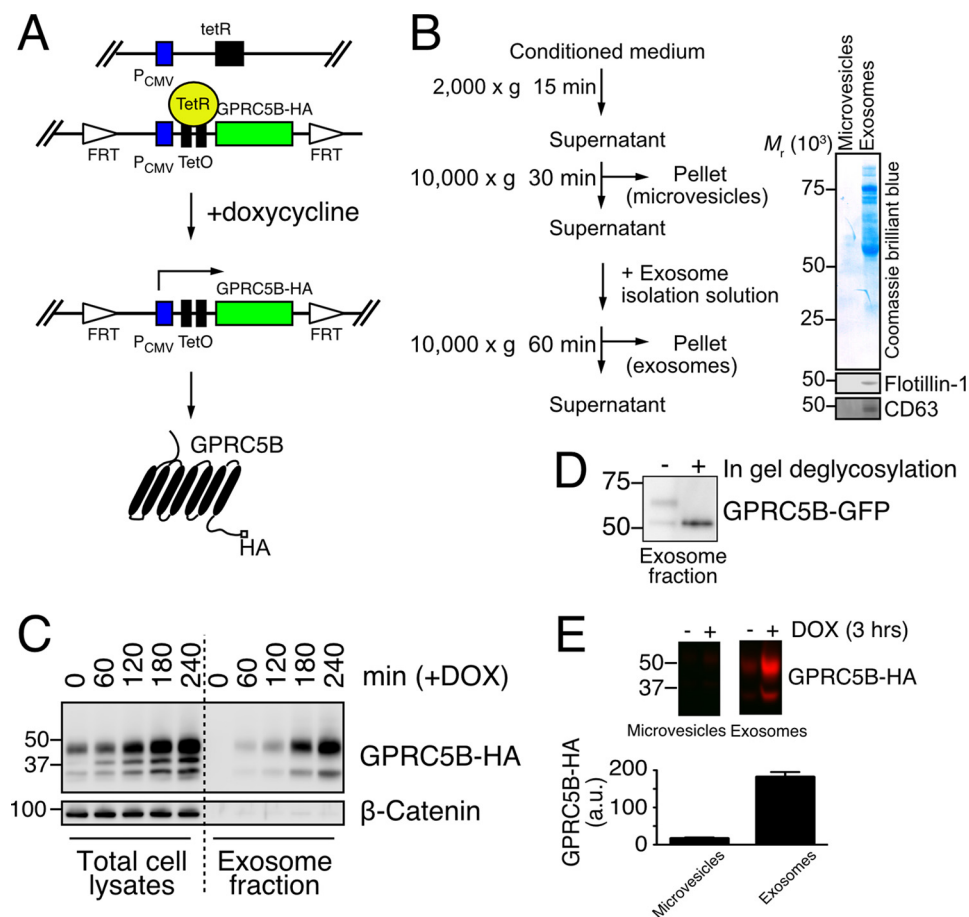 A
tetR
P_CMV
TetR
GPRC5B-HA
FRT
P_CMV
TetO
FRT
+doxycycline
GPRC5B-HA
FRT
P_CMV
TetO
FRT
GPRC5B
HA
B
Conditioned medium
2,000 x g 15 min
Supernatant
10,000 x g 30 min
Pellet
(microvesicles)
Supernatant
+ Exosome
isolation solution
10,000 x g 60 min
Pellet
(exosomes)
Supernatant
Microvesicles
Exosomes
Mr (10³)
75
50
25
Coomassie brilliant blue
50
Flotillin-1
50
CD63
C
0 60 120 180 240 0 60 120 180 240 min (+DOX)
50
37
GPRC5B-HA
100
β-Catenin
Total cell
lysates
Exosome
fraction
D
- + In gel deglycosylation
75
50
GPRC5B-GFP
Exosome
fraction
E
- + - + DOX (3 hrs)
50
37
GPRC5B-HA
Microvesicles Exosomes
GPRC5B-HA
(a.u.)
200
100
0
Microvesicles
Exosomes